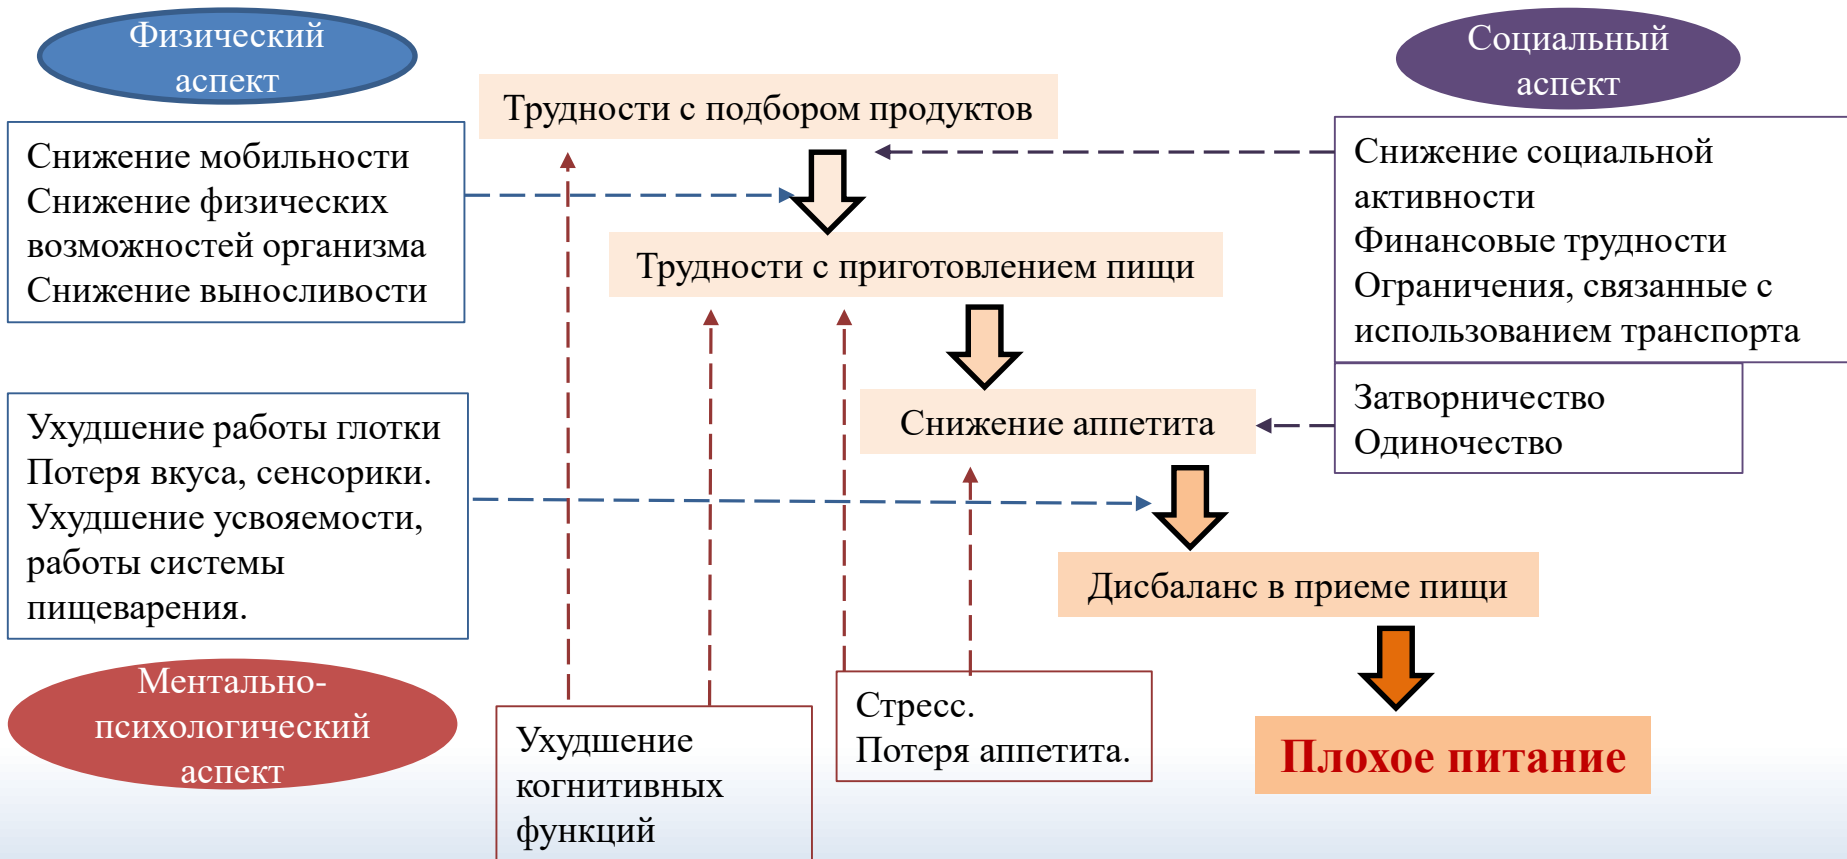 Физический
аспект
Социальный
аспект
Трудности с подбором продуктов
Снижение мобильности
Снижение физических
возможностей организма
Снижение выносливости
Снижение социальной
активности
Финансовые трудности
Ограничения, связанные с
использованием транспорта
Трудности с приготовлением пищи
Затворничество
Одиночество
Снижение аппетита
Ухудшение работы глотки
Потеря вкуса, сенсорики.
Ухудшение усвояемости,
работы системы
пищеварения.
Дисбаланс в приеме пищи
Ментально-
психологический
аспект
Ухудшение
когнитивных
функций
Стресс.
Потеря аппетита.
Плохое питание